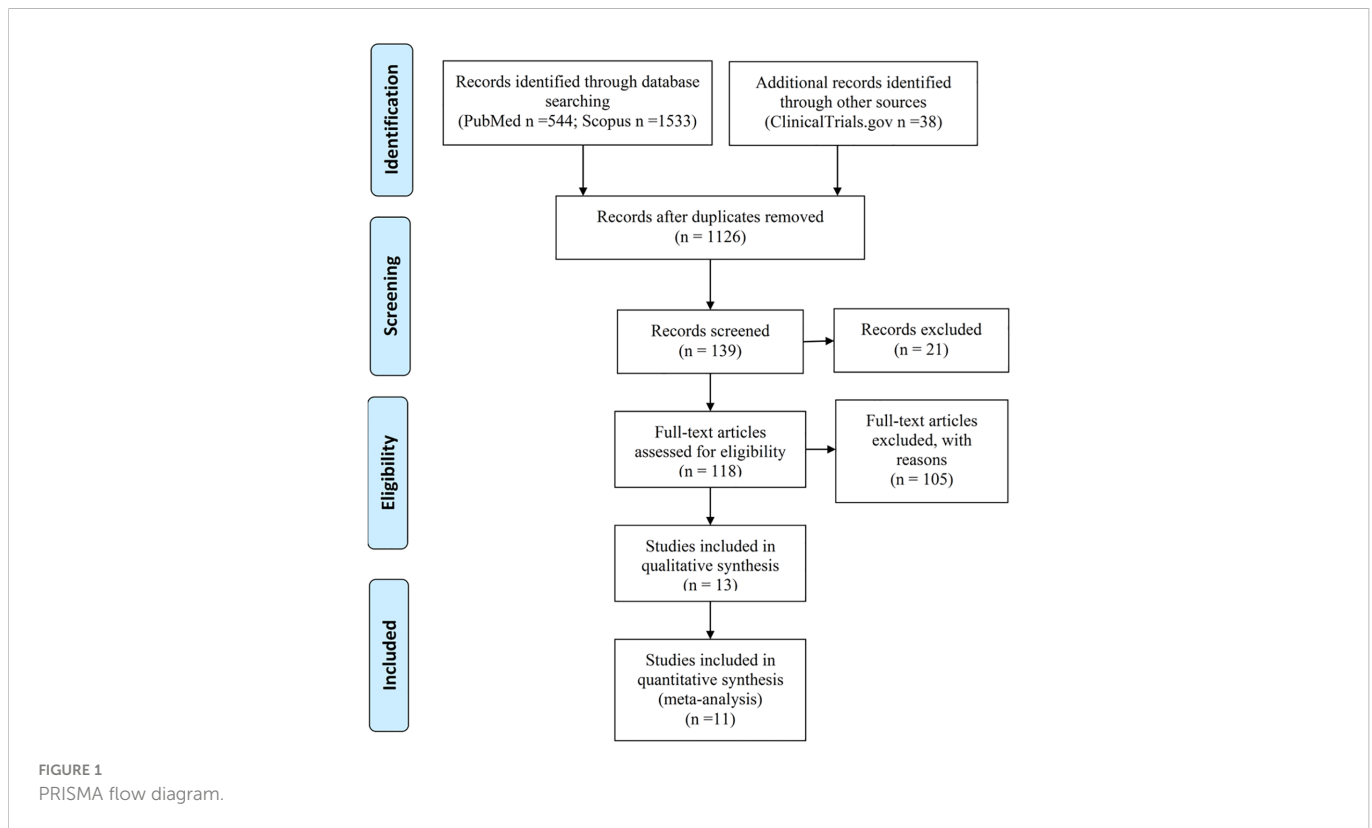 Identification
Records identified through database
searching
(PubMed n =544; Scopus n =1533)
Additional records identified
through other sources
(ClinicalTrials.gov n =38)
Records after duplicates removed
(n = 1126)
Screening
Records screened
(n = 139)
Records excluded
(n = 21)
Eligibility
Full-text articles
assessed for eligibility
(n = 118)
Full-text articles
excluded, with
reasons
(n = 105)
Studies included in
qualitative synthesis
(n = 13)
Included
Studies included in
quantitative synthesis
(meta-analysis)
(n =11)
FIGURE 1
PRISMA flow diagram.